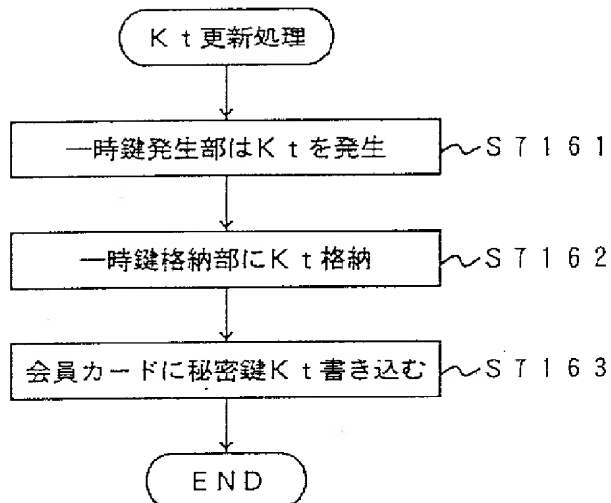 Ｋｔ更新処理
一時鍵発生部はＫｔを発生 Ｓ７１６１
一時鍵格納部にＫｔ格納 Ｓ７１６２
会員カードに秘密鍵Ｋｔ書き込む Ｓ７１６３
ＥＮＤ